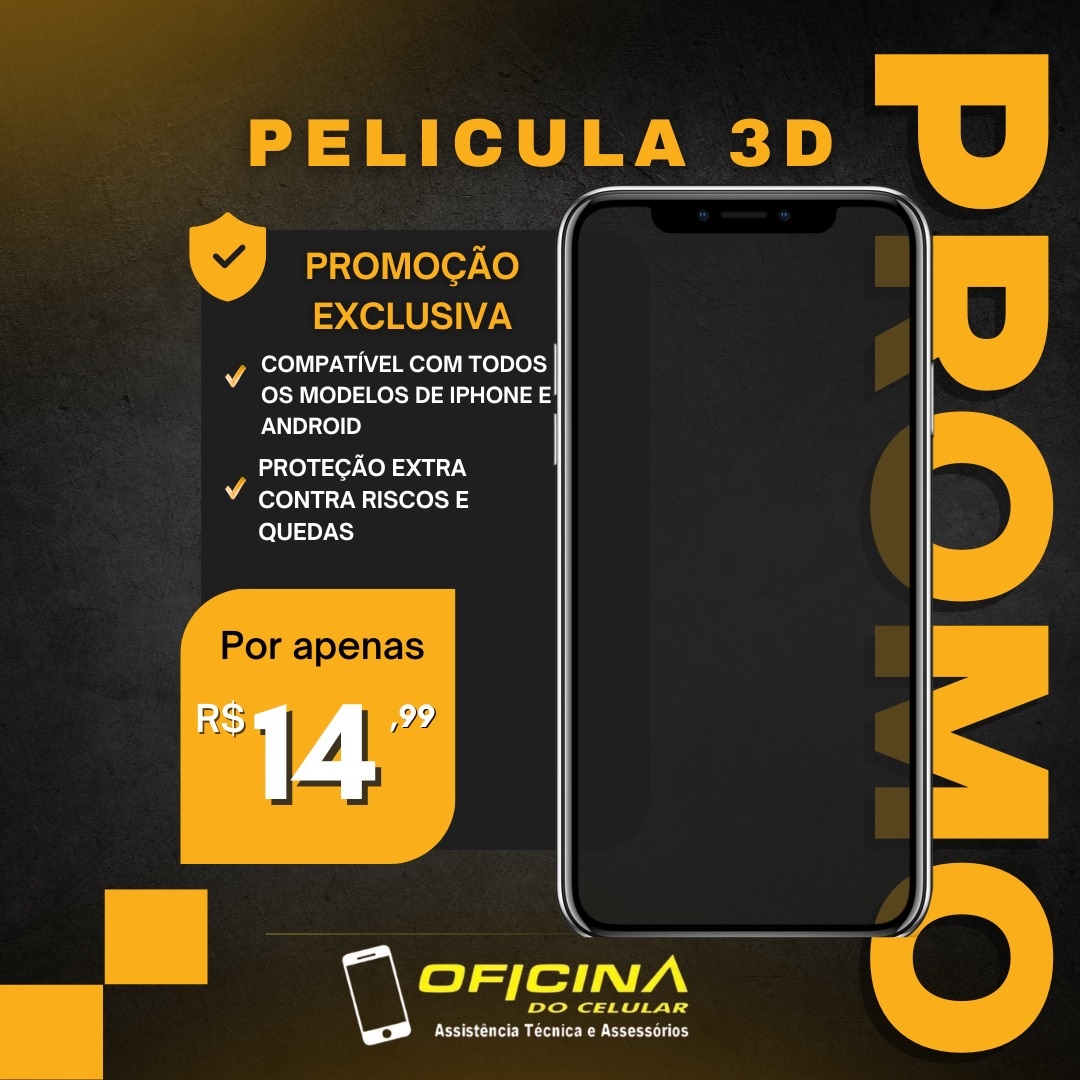 PELICULA 3D
PROMO
PROMOÇÃO
EXCLUSIVA
COMPATÍVEL COM TODOS
OS MODELOS DE IPHONE E
ANDROID
PROTEÇÃO EXTRA
CONTRA RISCOS E
QUEDAS
Por apenas
R$14,99
OFICINA
DO CELULAR
Assistência Técnica e Assessórios